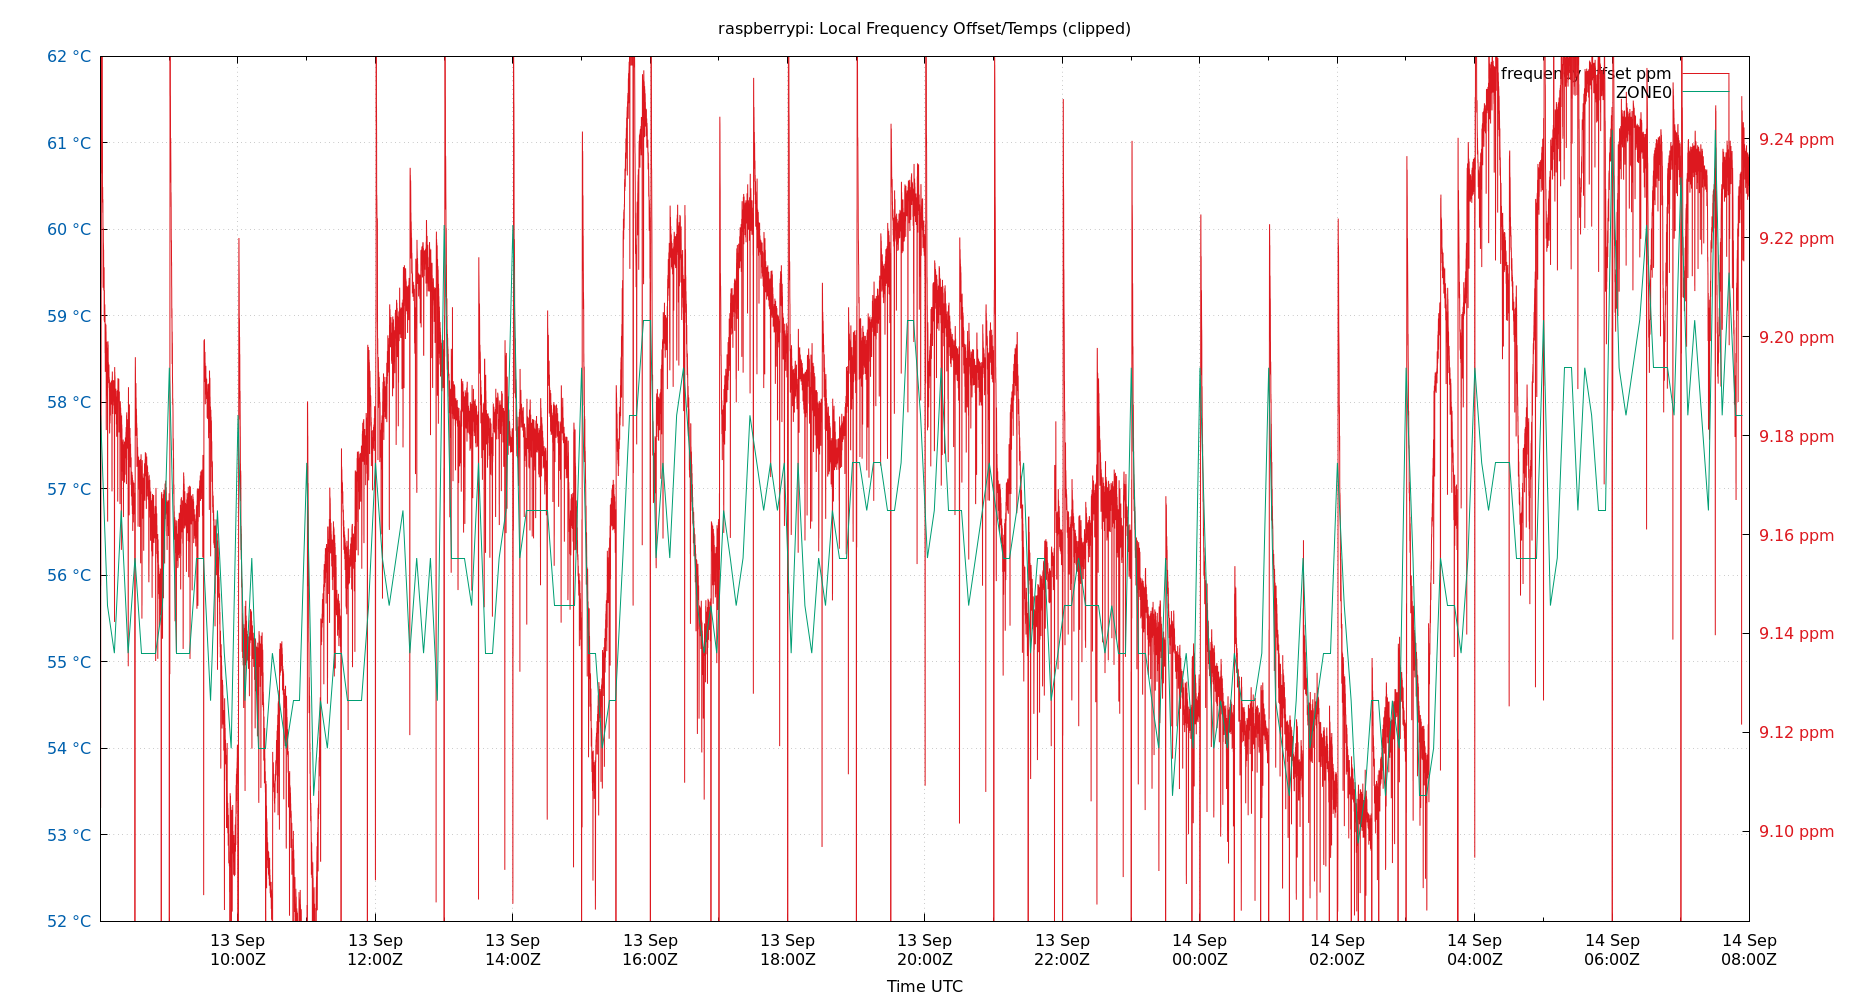 raspberrypi: Local Frequency Offset/Temps (clipped)
62 °C
61 °C
60 °C
59 °C
58 °C
57 °C
56 °C
55 °C
54 °C
53 °C
52 °C
frequency offset ppm
ZONE0
9.24 ppm
9.22 ppm
9.20 ppm
9.18 ppm
9.16 ppm
9.14 ppm
9.12 ppm
9.10 ppm
13 Sep 13 Sep 13 Sep 13 Sep 13 Sep 13 Sep 13 Sep 14 Sep 14 Sep 14 Sep 14 Sep 14 Sep
10:00Z 12:00Z 14:00Z 16:00Z 18:00Z 20:00Z 22:00Z 00:00Z 02:00Z 04:00Z 06:00Z 08:00Z
Time UTC